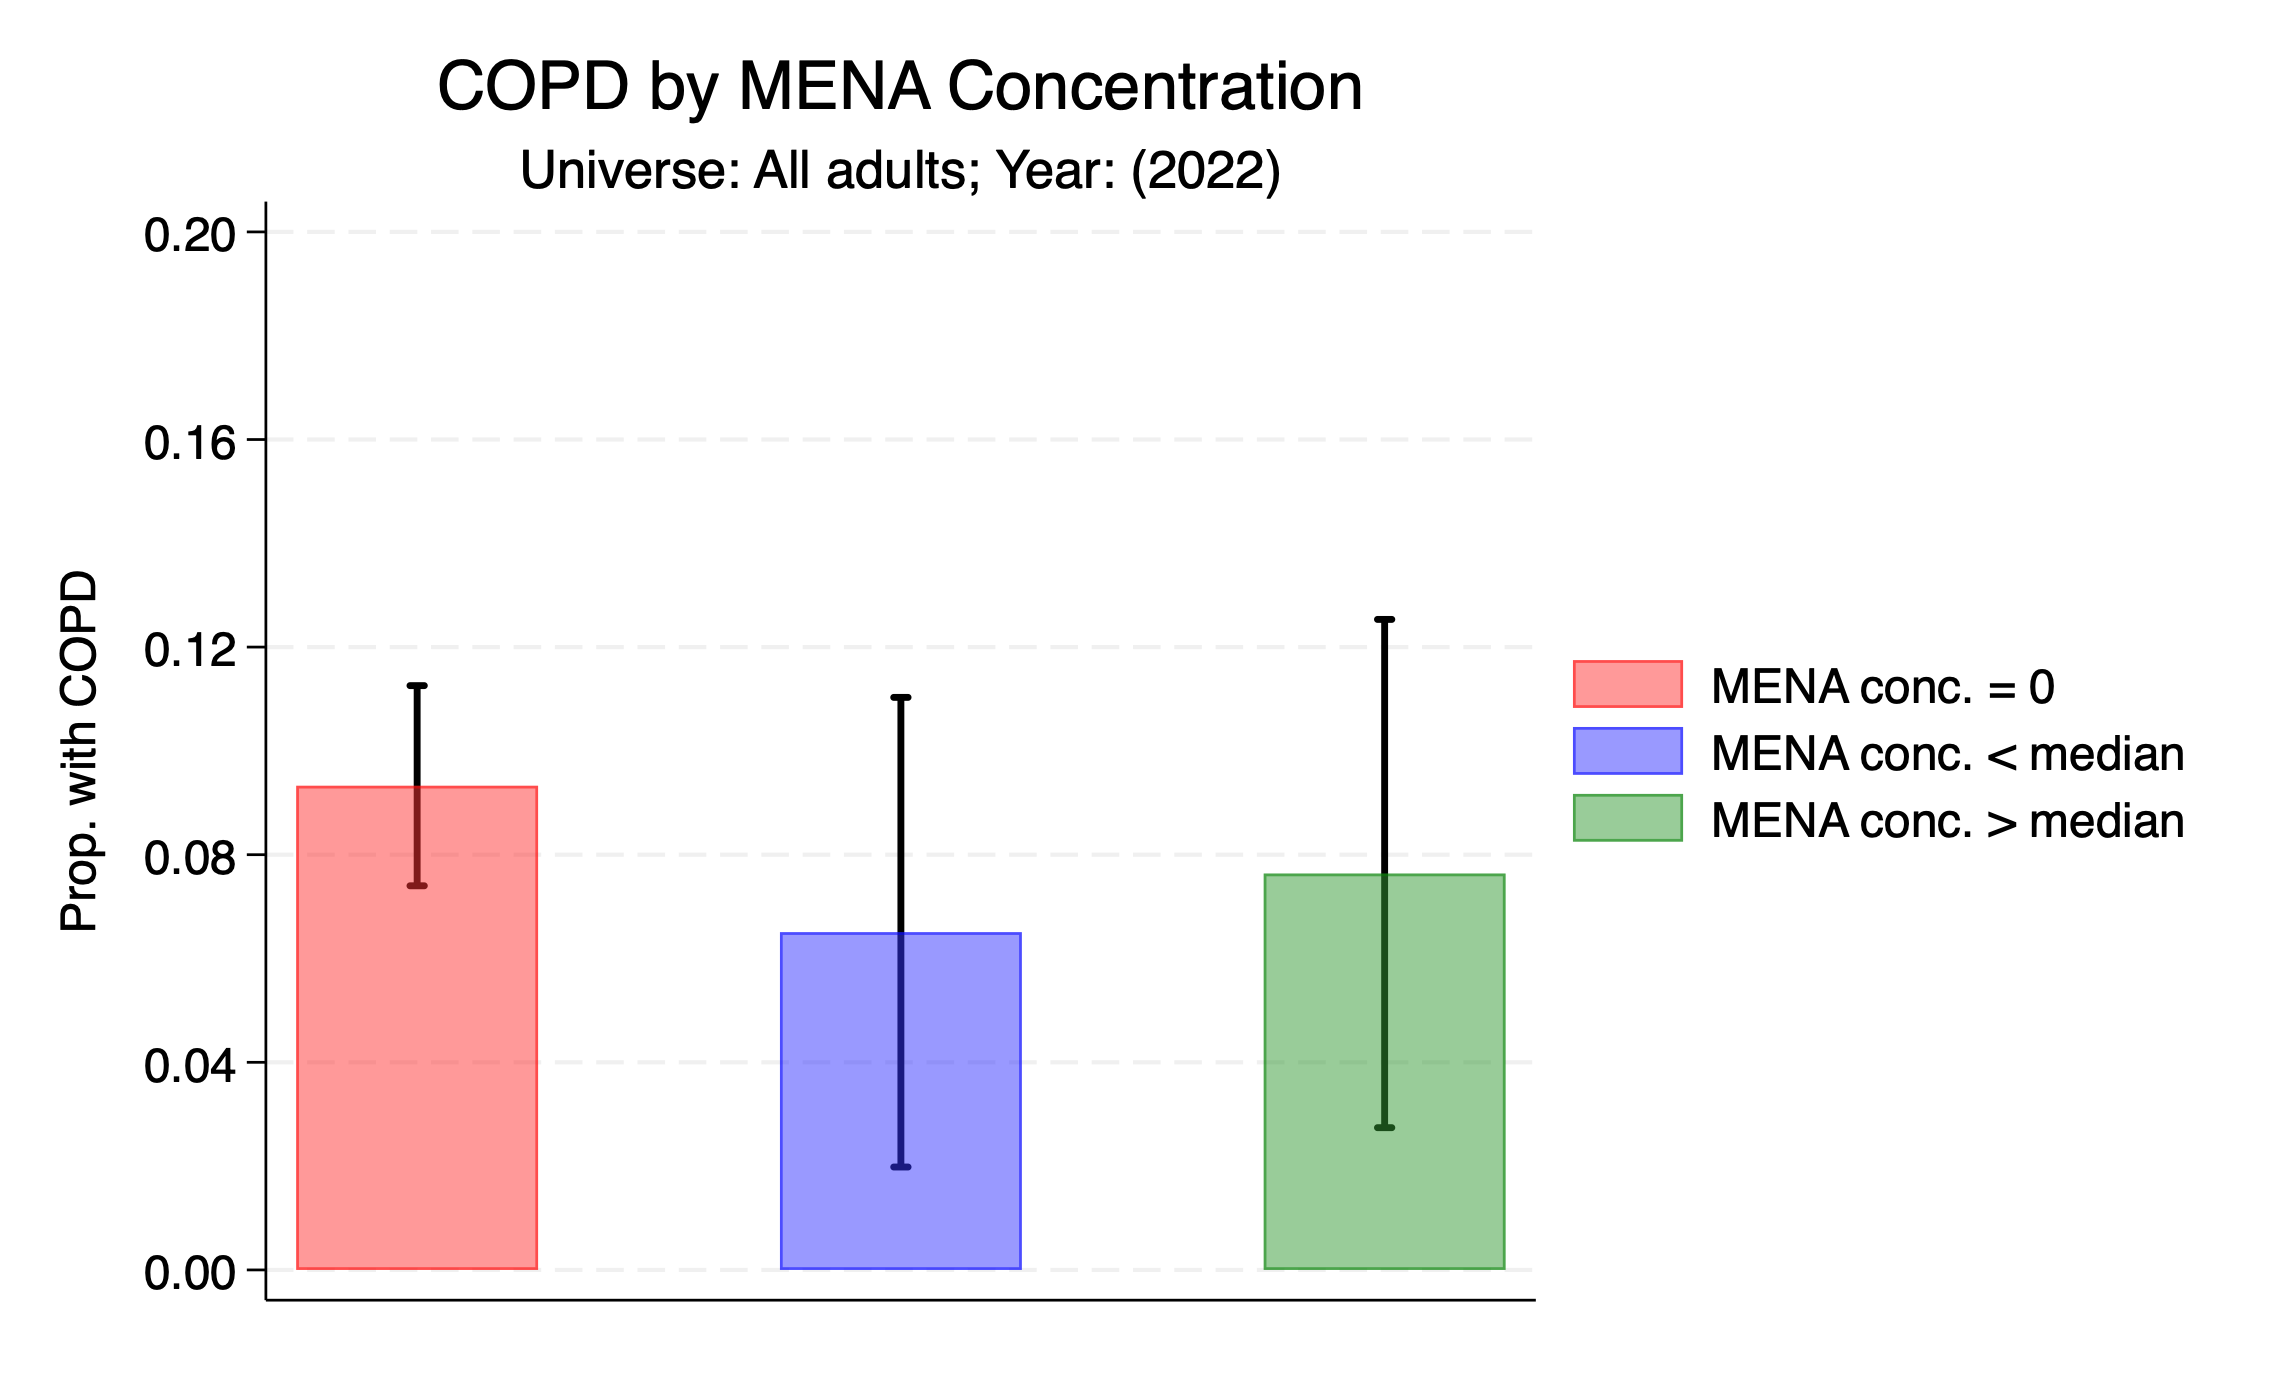 COPD by MENA Concentration
Universe: All adults; Year: (2022)
Prop. with COPD
0.20
0.16
0.12
0.08
0.04
0.00
MENA conc. = 0
MENA conc. < median
MENA conc. > median